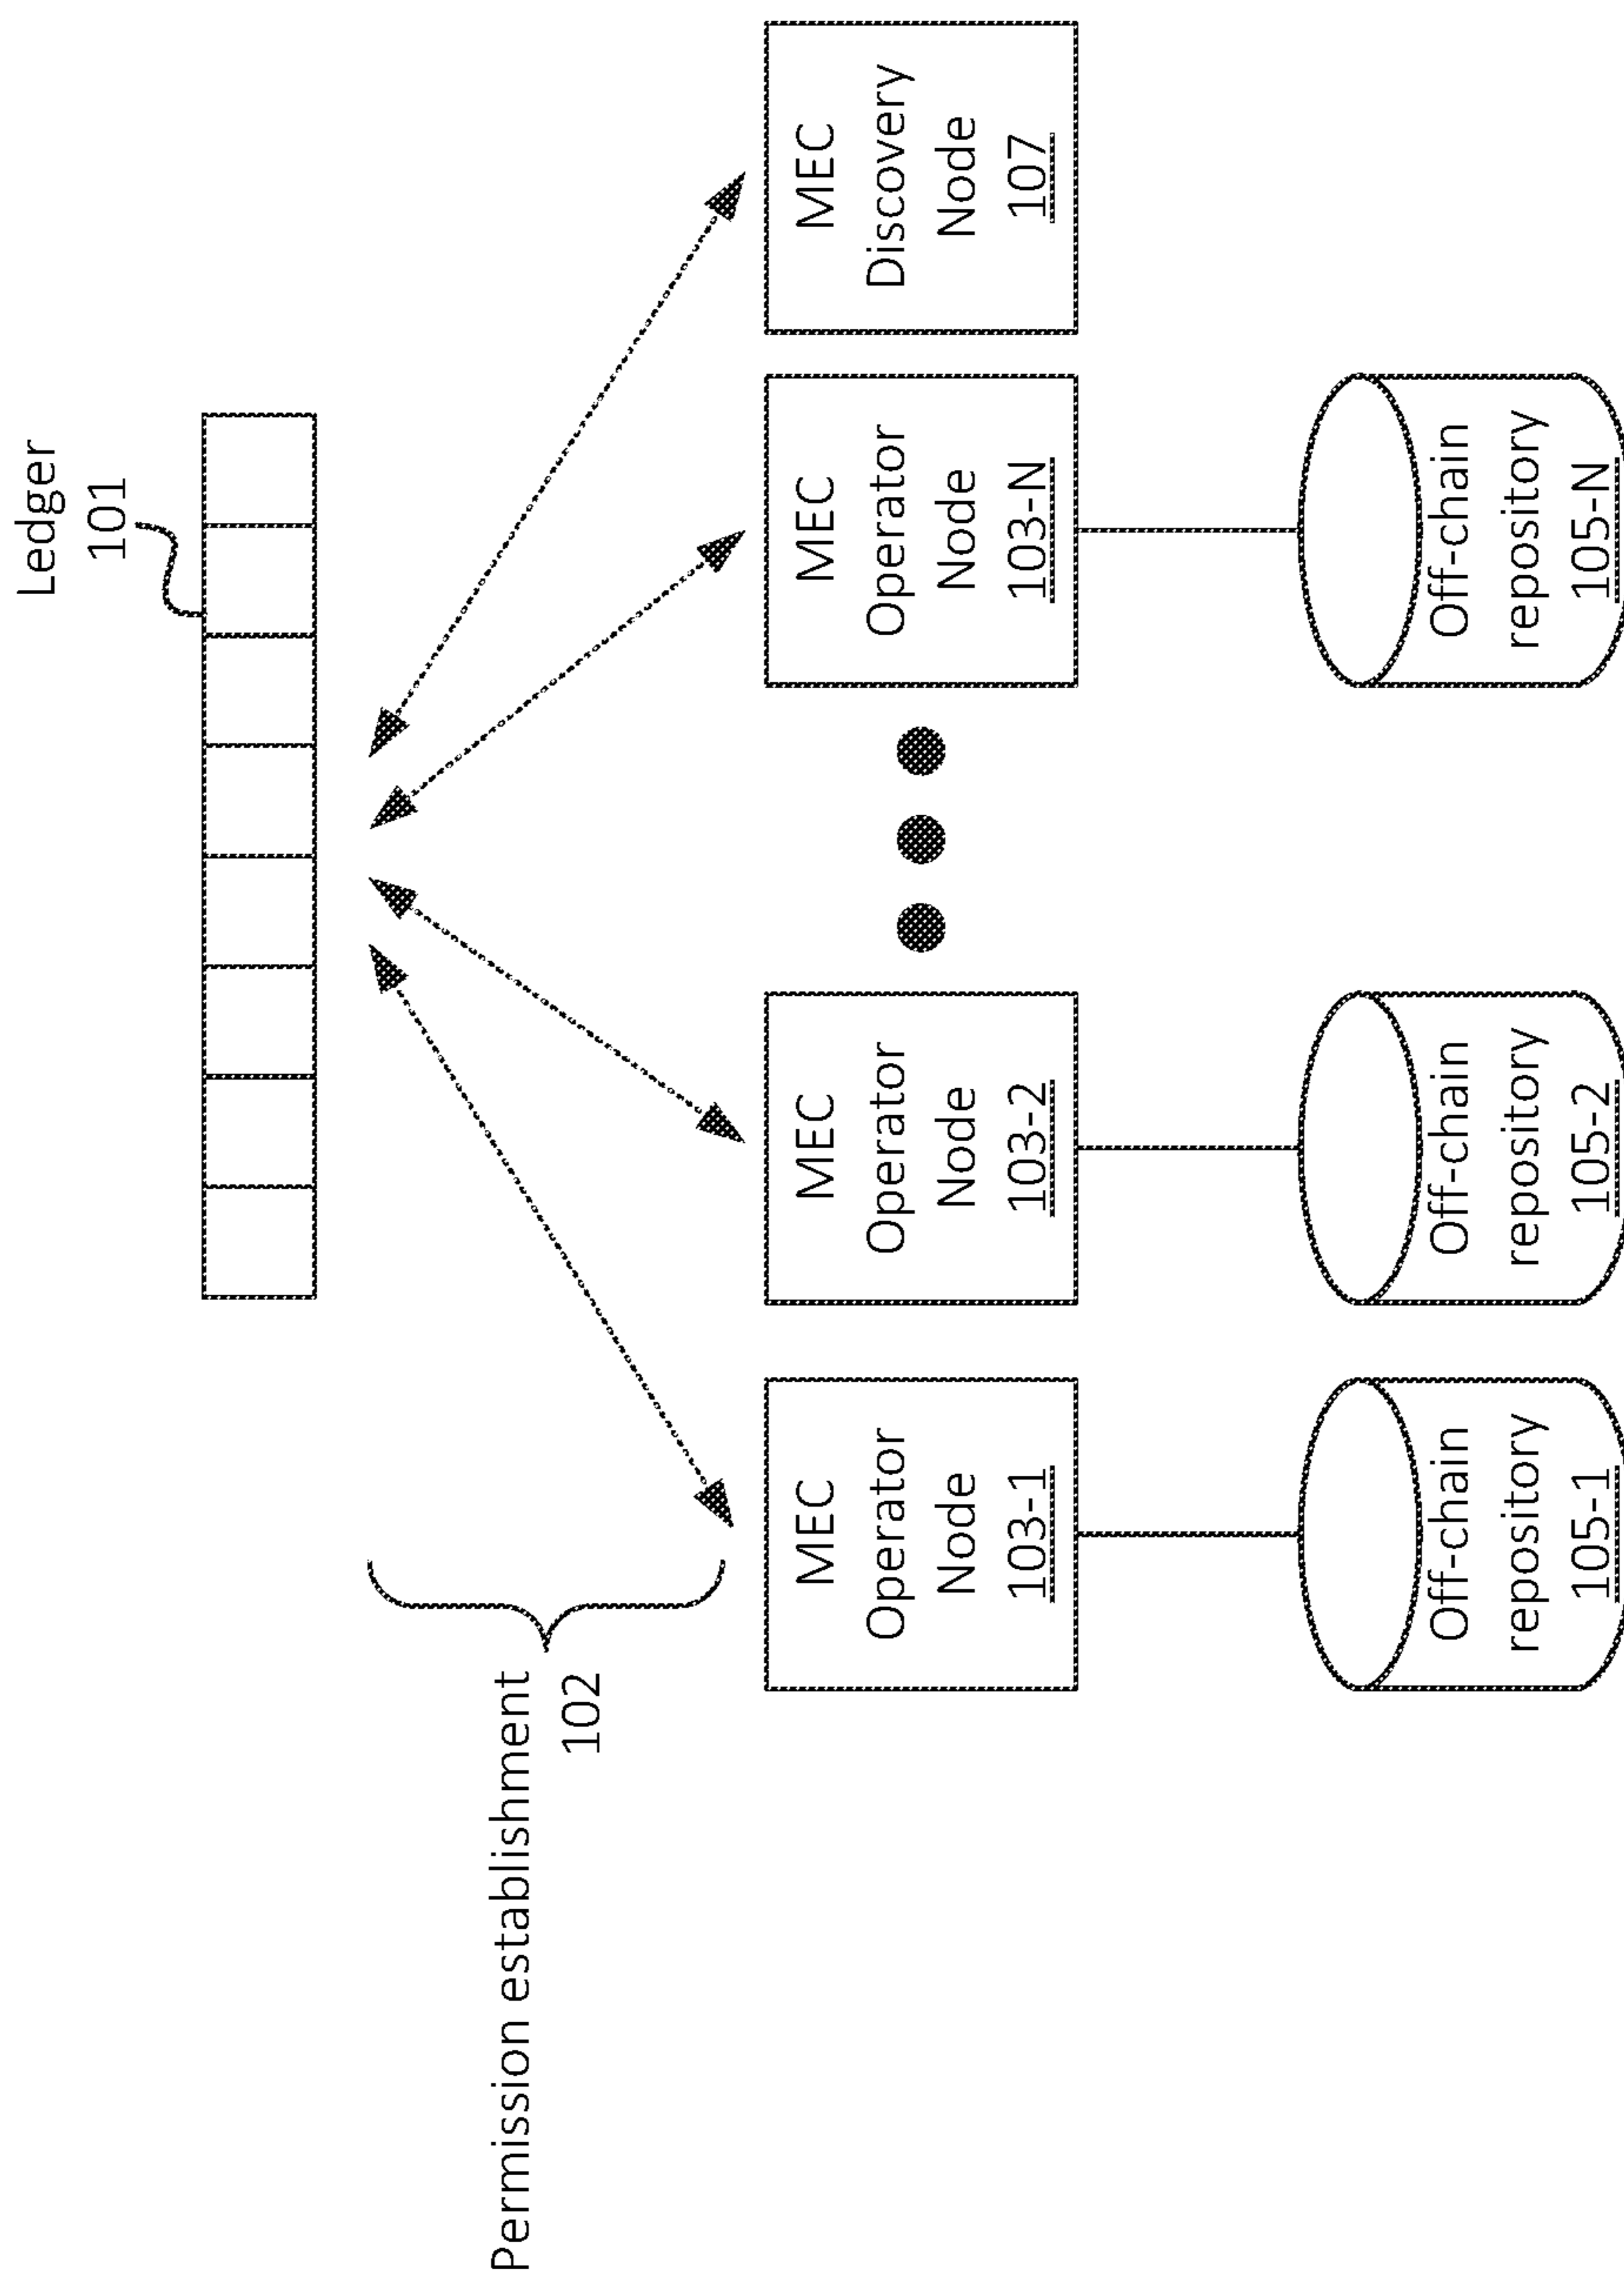 Ledger
101
Permission establishment
102
MEC
Operator
Node
103-1
MEC
Operator
Node
103-2
MEC
Operator
Node
103-N
MEC
Discovery
Node
107
Off-chain
repository
105-1
Off-chain
repository
105-2
Off-chain
repository
105-N